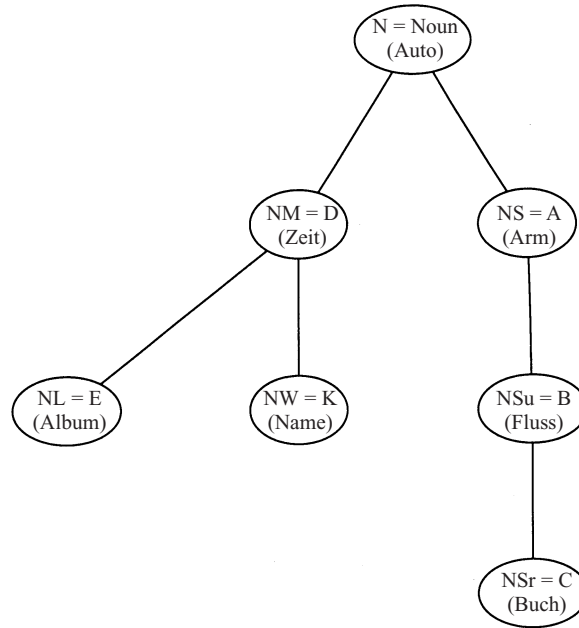 N = Noun
(Auto)
NM = D
(Zeit)
NS = A
(Arm)
NL = E
(Album)
NW = K
(Name)
NSu = B
(Fluss)
NSr = C
(Buch)